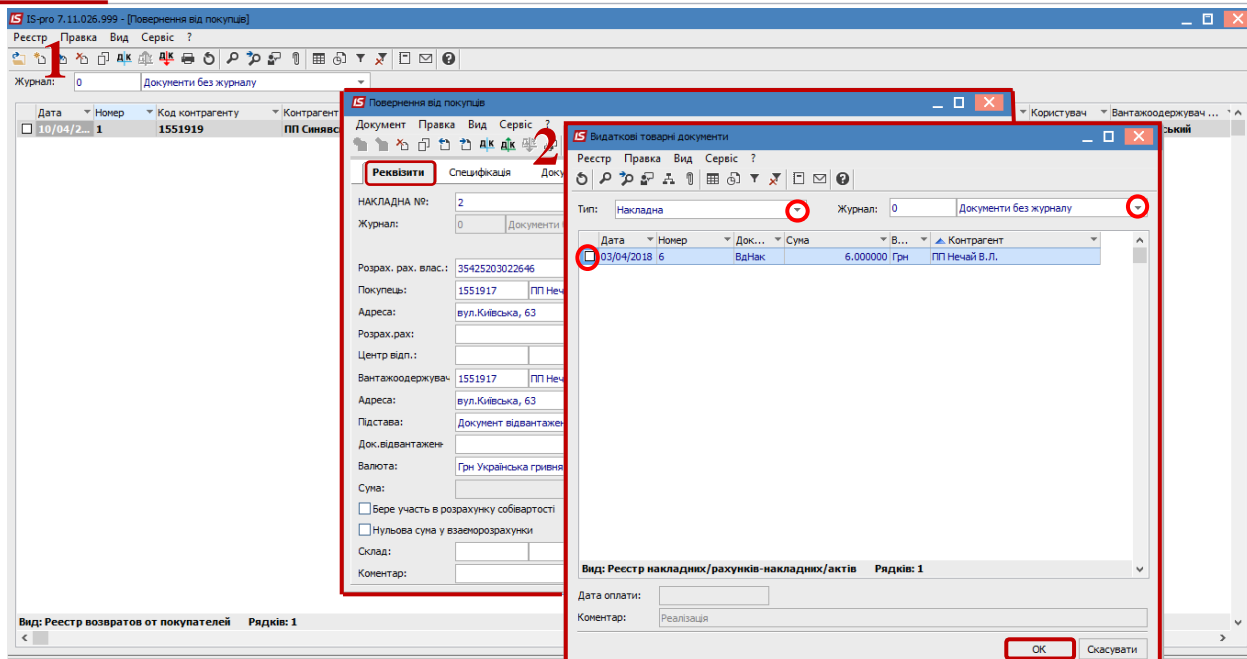 IS-pro 7.11.026.999 - [Повернення від покупців]
Реєстр Правка Вид Сервіс ?
1
Журнал: 0 Документи без журналу
Дата Номер Код контрагенту Контрагент Користувач Вантажоодержувач ...
10/04/2... 1 1551919 ПП Синявс ський
Повернення від покупців
Документ Правка Вид Сервіс ?
2
Реквізити Специфікація Доку
НАКЛАДНА №: 2
Журнал: 0 Документи
Розрах. рах. влас.: 35425203022646
Покупець: 1551917 ПП Неч
Адреса: вул.Київська, 63
Розрах.рах:
Центр відп.:
Вантажоодержувач 1551917 ПП Неч
Адреса: вул.Київська, 63
Підстава: Документ відвантажен
Док.відвантажен
Валюта: Грн Українська гривня
Сума:
Бере участь в розрахунку собівартості
Нульова сума у взаєморозрахунки
Склад:
Коментар:
Видаткові товарні документи
Реєстр Правка Вид Сервіс ?
Тип: Накладна Журнал: 0 Документи без журналу
Дата Номер Док... Сума В... Контрагент
03/04/2018 6 ВдНак 6.000000 Грн ПП Нечай В.Л.
Вид: Реєстр накладних/рахунків-накладних/актів Рядків: 1
Дата оплати:
Коментар: Реалізація
OK Скасувати
Вид: Реестр возвратов от покупателей Рядків: 1